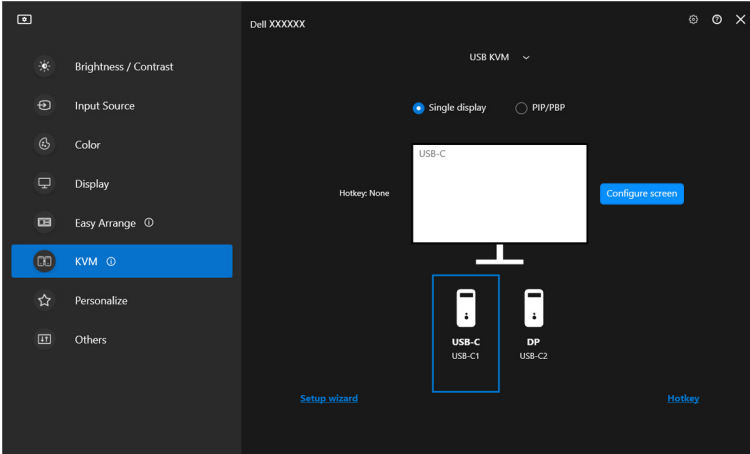 Dell XXXXXX
Brightness / Contrast
Input Source
Color
Display
Easy Arrange
KVM
Personalize
Others
USB KVM
Single display
PIP/PBP
USB-C
Hotkey: None
Configure screen
USB-C
USB-C1
DP
USB-C2
Setup wizard
Hotkey